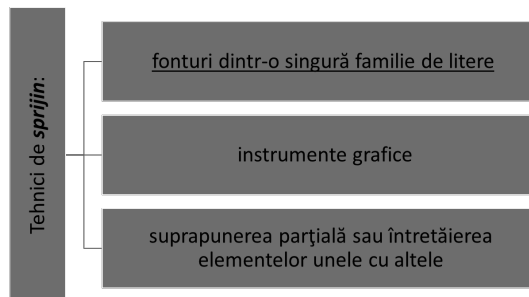 Tehnici de sprijin:
fonturi dintr-o singură familie de litere
instrumente grafice
suprapunerea parţială sau întretăierea
elementelor unele cu altele